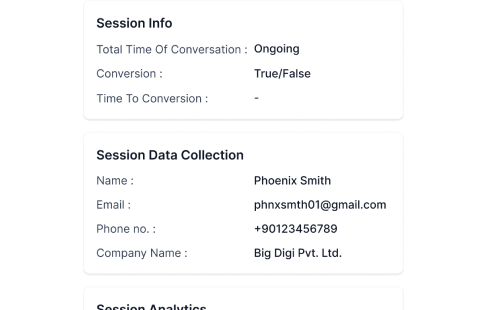 Session Info
Total Time Of Conversation : Ongoing
Conversion : True/False
Time To Conversion : -
Session Data Collection
Name : Phoenix Smith
Email : phnxsmth01@gmail.com
Phone no. : +90123456789
Company Name : Big Digi Pvt. Ltd.
Session Analytics